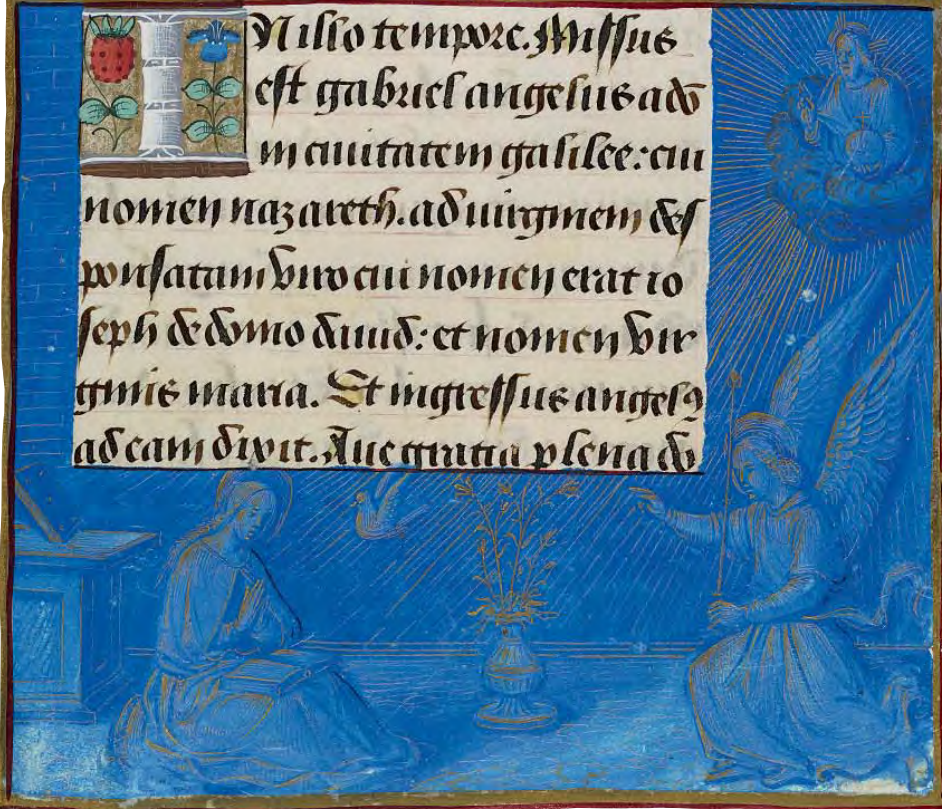 IN illo tempore. Missus
est gabriel angelus a do
in ciuitatem galilee: cui
nomen nazareth. ad uirginem des
ponsatam viro cui nomen erat io
seph de domo dauid: et nomen vir
ginis maria. Et ingressus angelꝰ
ad eam dixit. Aue gratia plena do